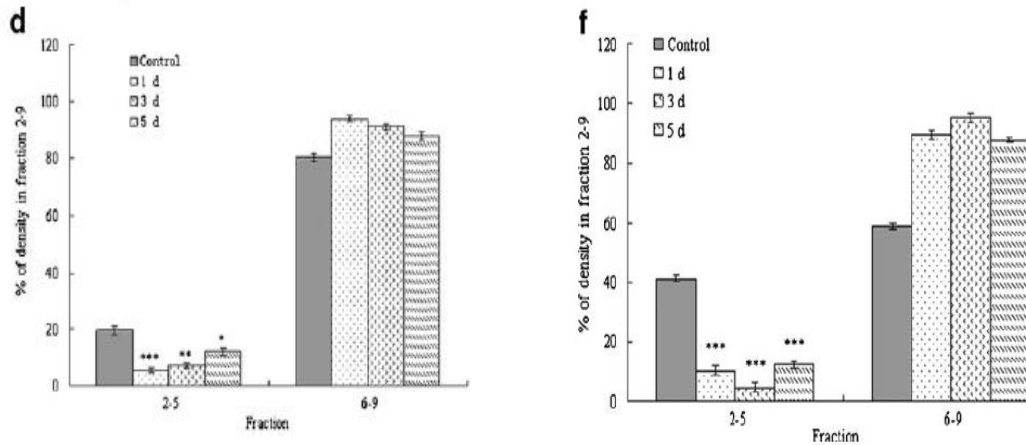 d
% of density in fraction 2-9
120
100
80
60
40
20
0
Control
1 d
3 d
5 d
***
**
*
2-5
6-9
Fraction
f
% of density in fraction 2-9
120
100
80
60
40
20
0
Control
1 d
3 d
5 d
***
***
***
2-5
6-9
Fraction